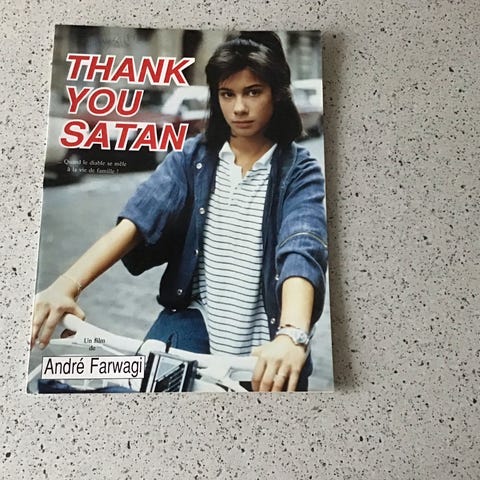 THANK
YOU
SATAN
... Quand le diable se mêle
à la vie de famille !
Un film
de
André Farwagi